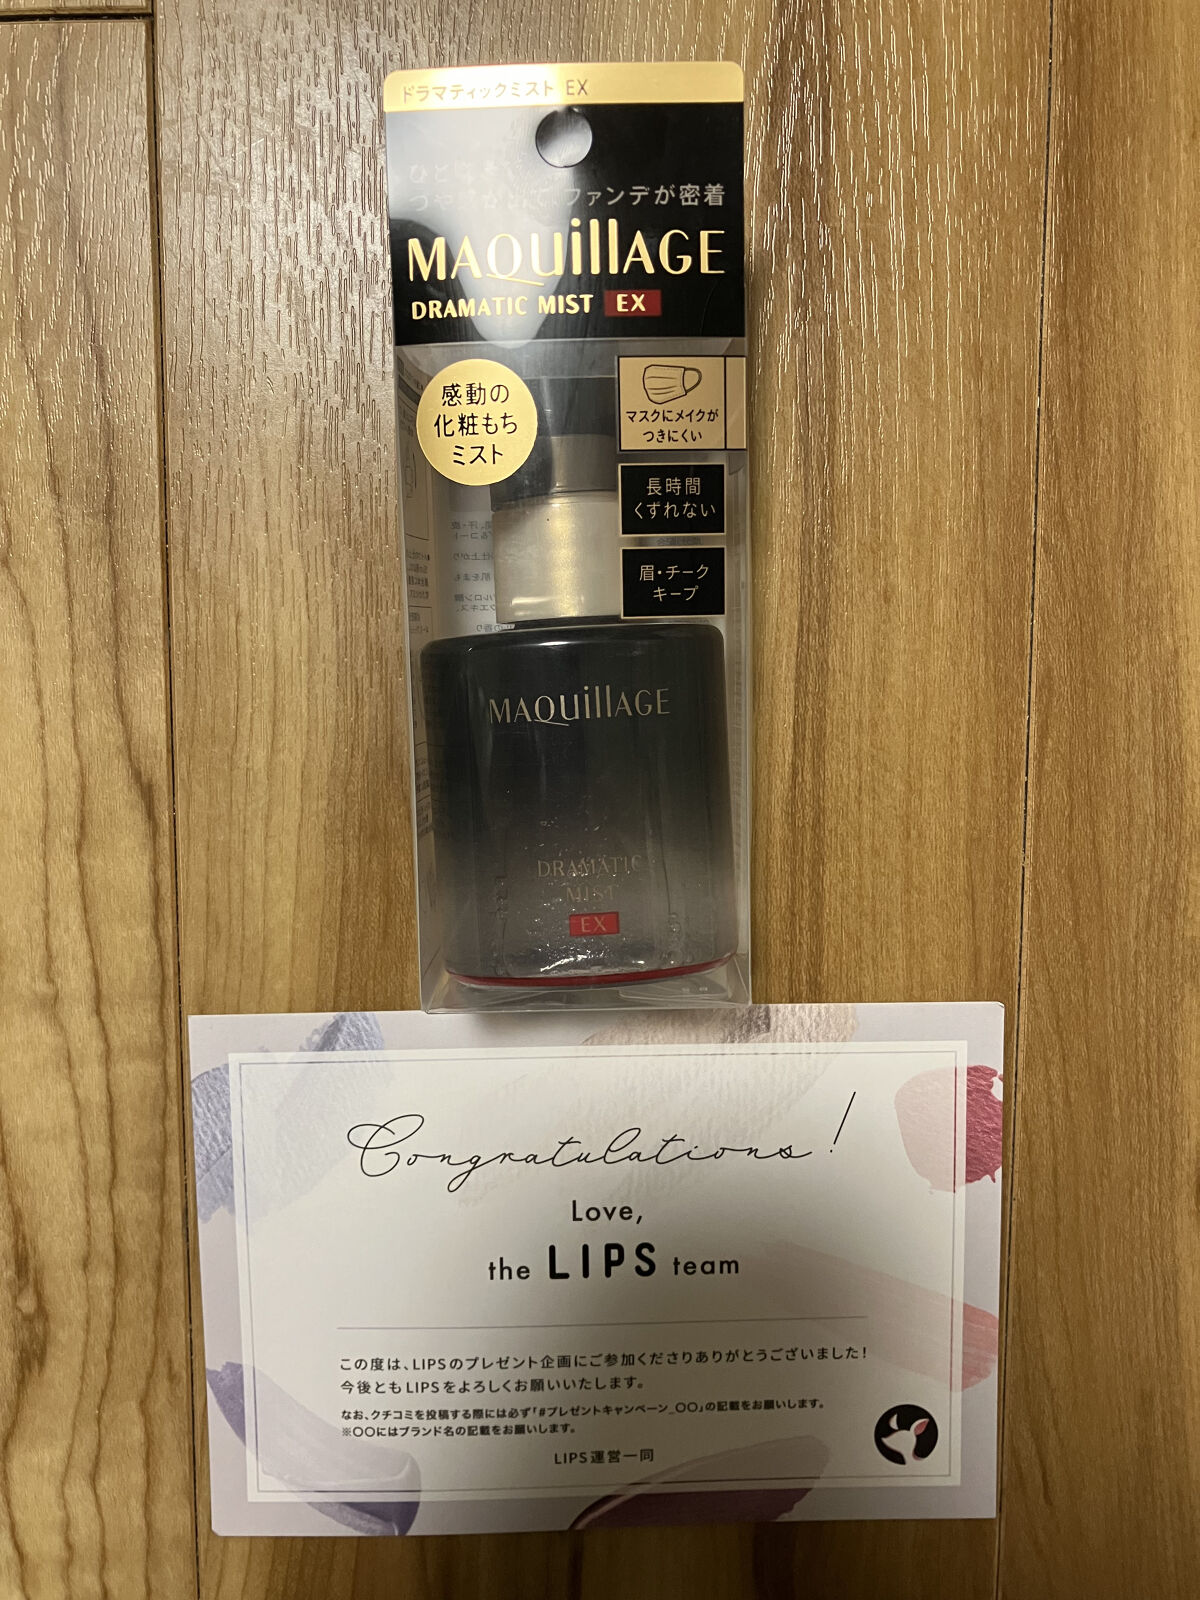 ドラマティックミスト EX
ファンデが密着
MAQuillAGE
DRAMATIC MIST EX
感動の
化粧もち
ミスト
マスクにメイクが
つきにくい
長時間
くずれない
眉・チーク
キープ
MAQuillAGE
DRAMATIC
MIST
EX
Congratulations!
Love,
the LIPS team
この度は、LIPSのプレゼント企画にご参加くださりありがとうございました!
今後ともLIPSをよろしくお願いいたします。
なお、クチコミを投稿する際には必ず「#プレゼントキャンペーン_〇〇」の記載をお願いします。
※〇〇にはブランド名の記載をお願いします。
LIPS運営一同